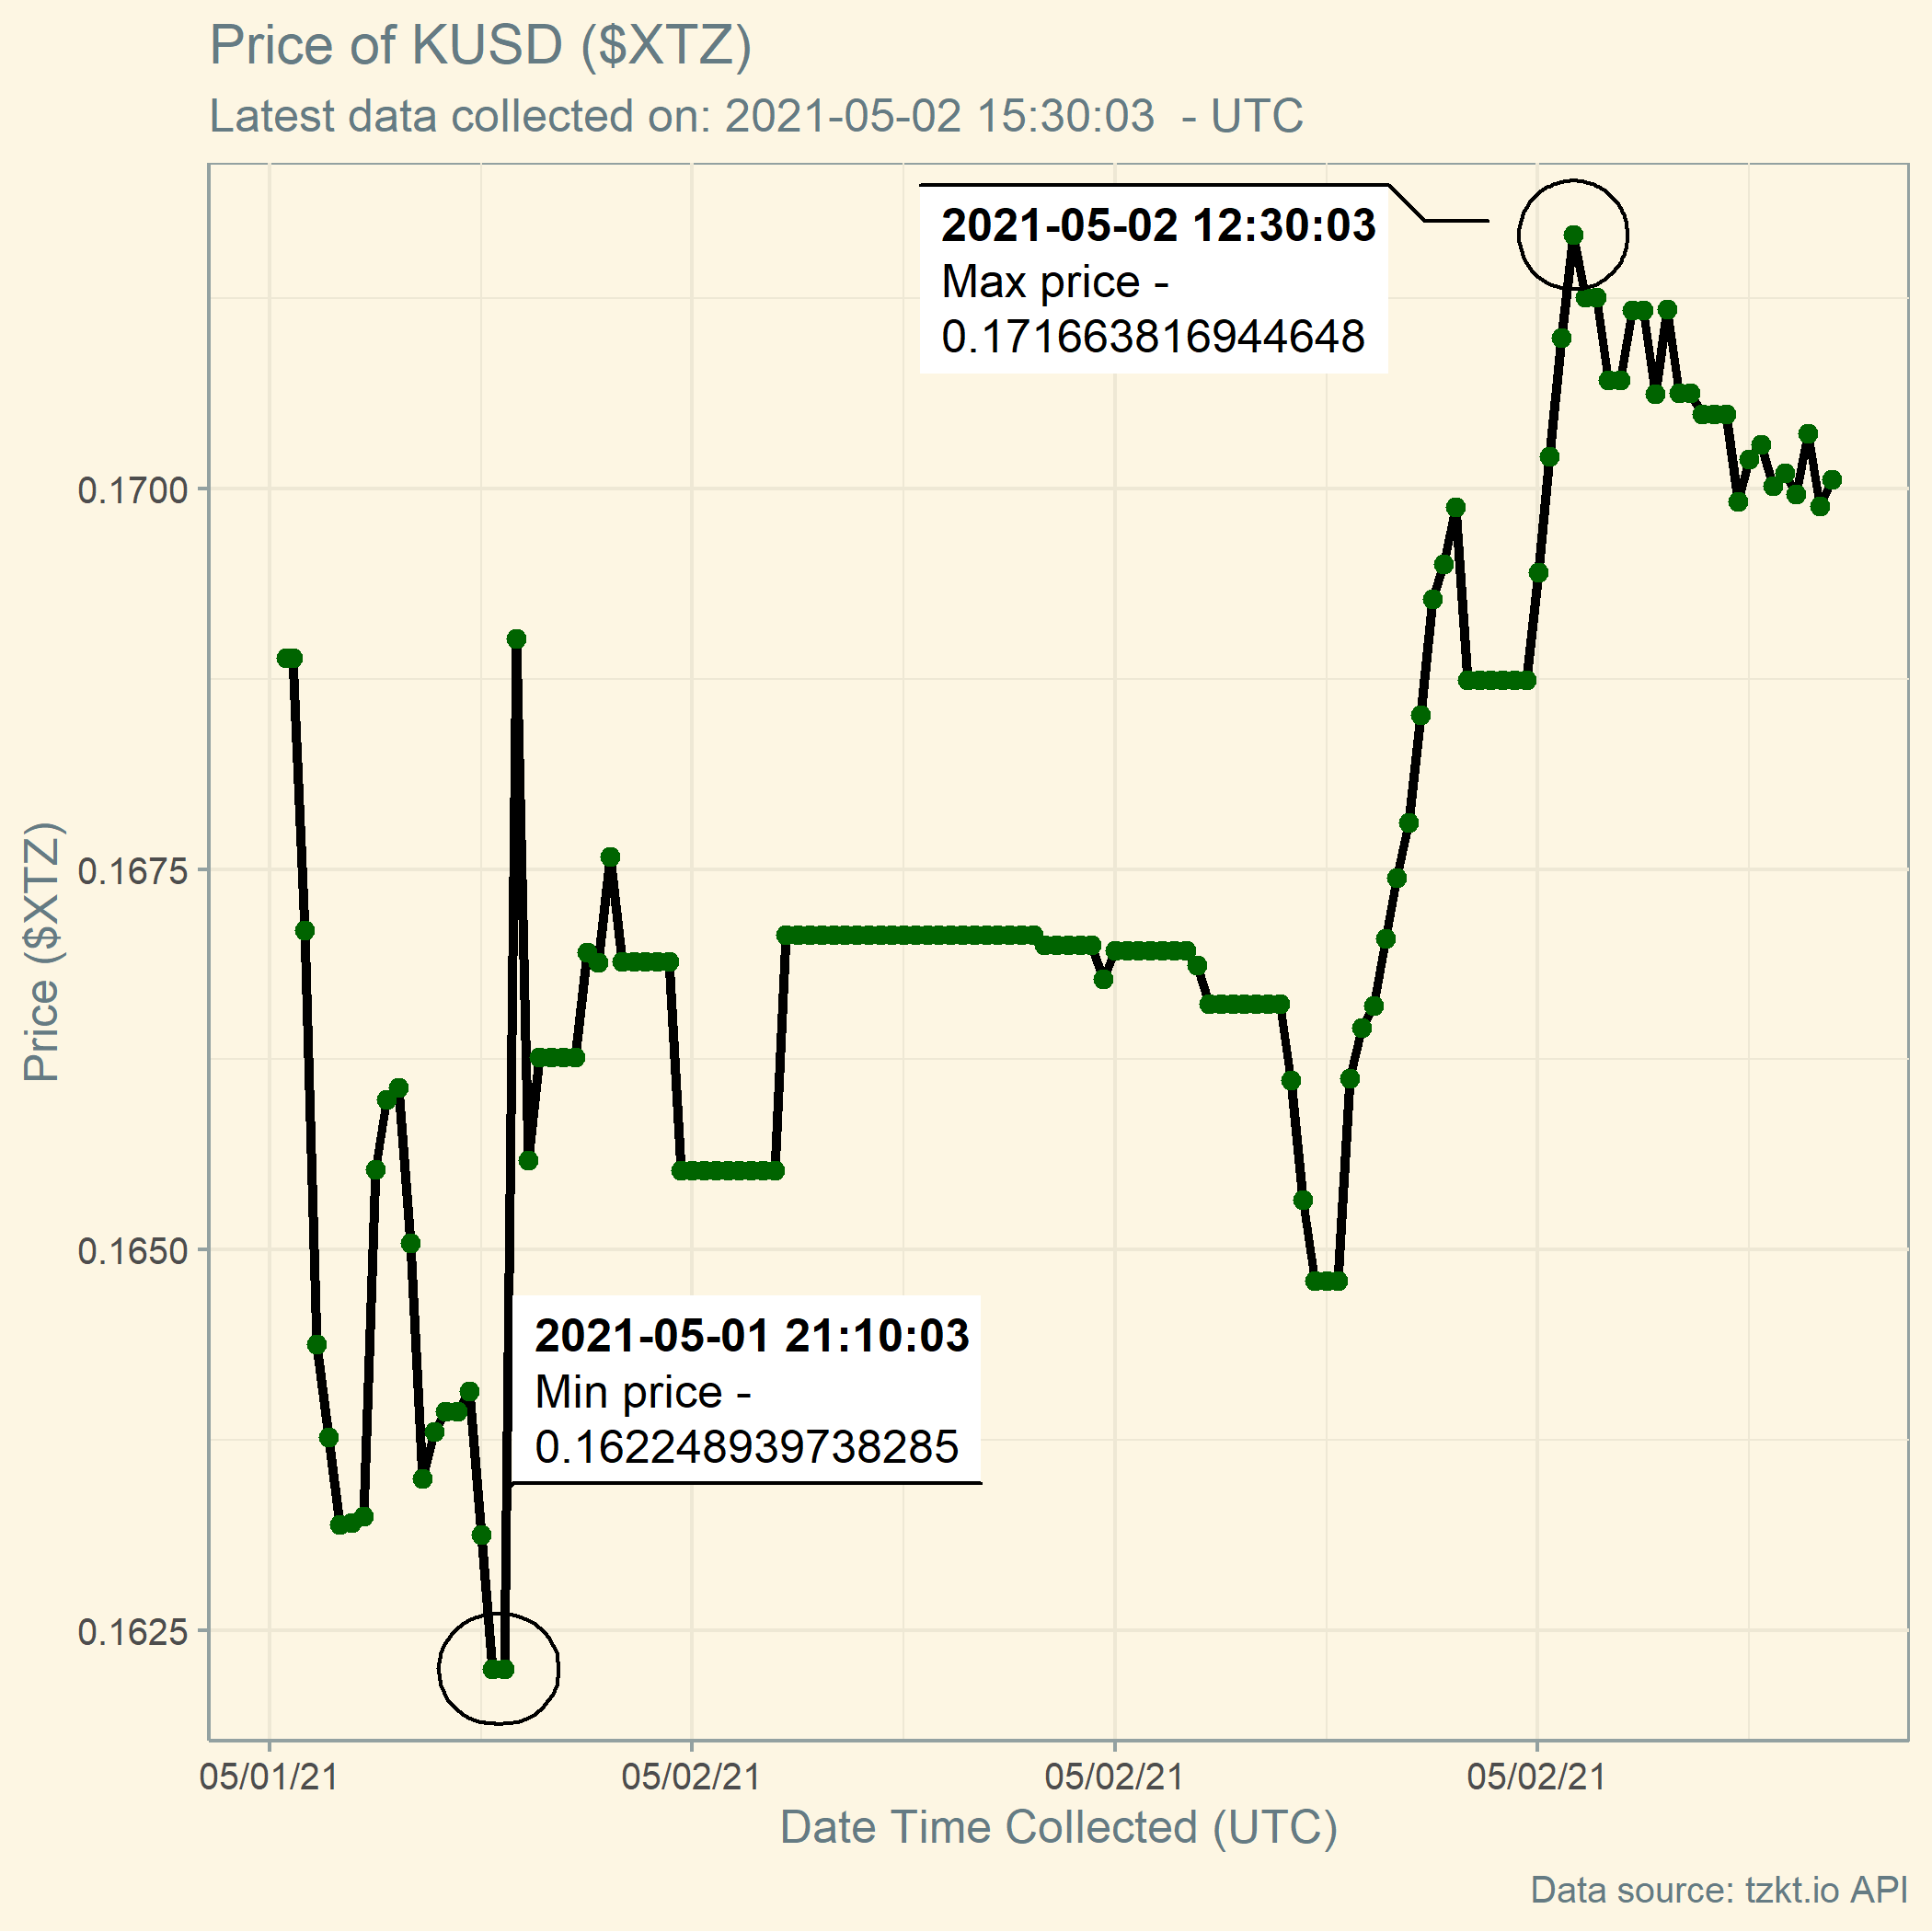 Price of KUSD ($XTZ)
Latest data collected on: 2021-05-02 15:30:03  - UTC
2021-05-02 12:30:03
Max price -
0.171663816944648
0.1700
0.1675
0.1650
0.1625
Price ($XTZ)
2021-05-01 21:10:03
Min price -
0.162248939738285
05/01/21
05/02/21
05/02/21
05/02/21
Date Time Collected (UTC)
Data source: tzkt.io API